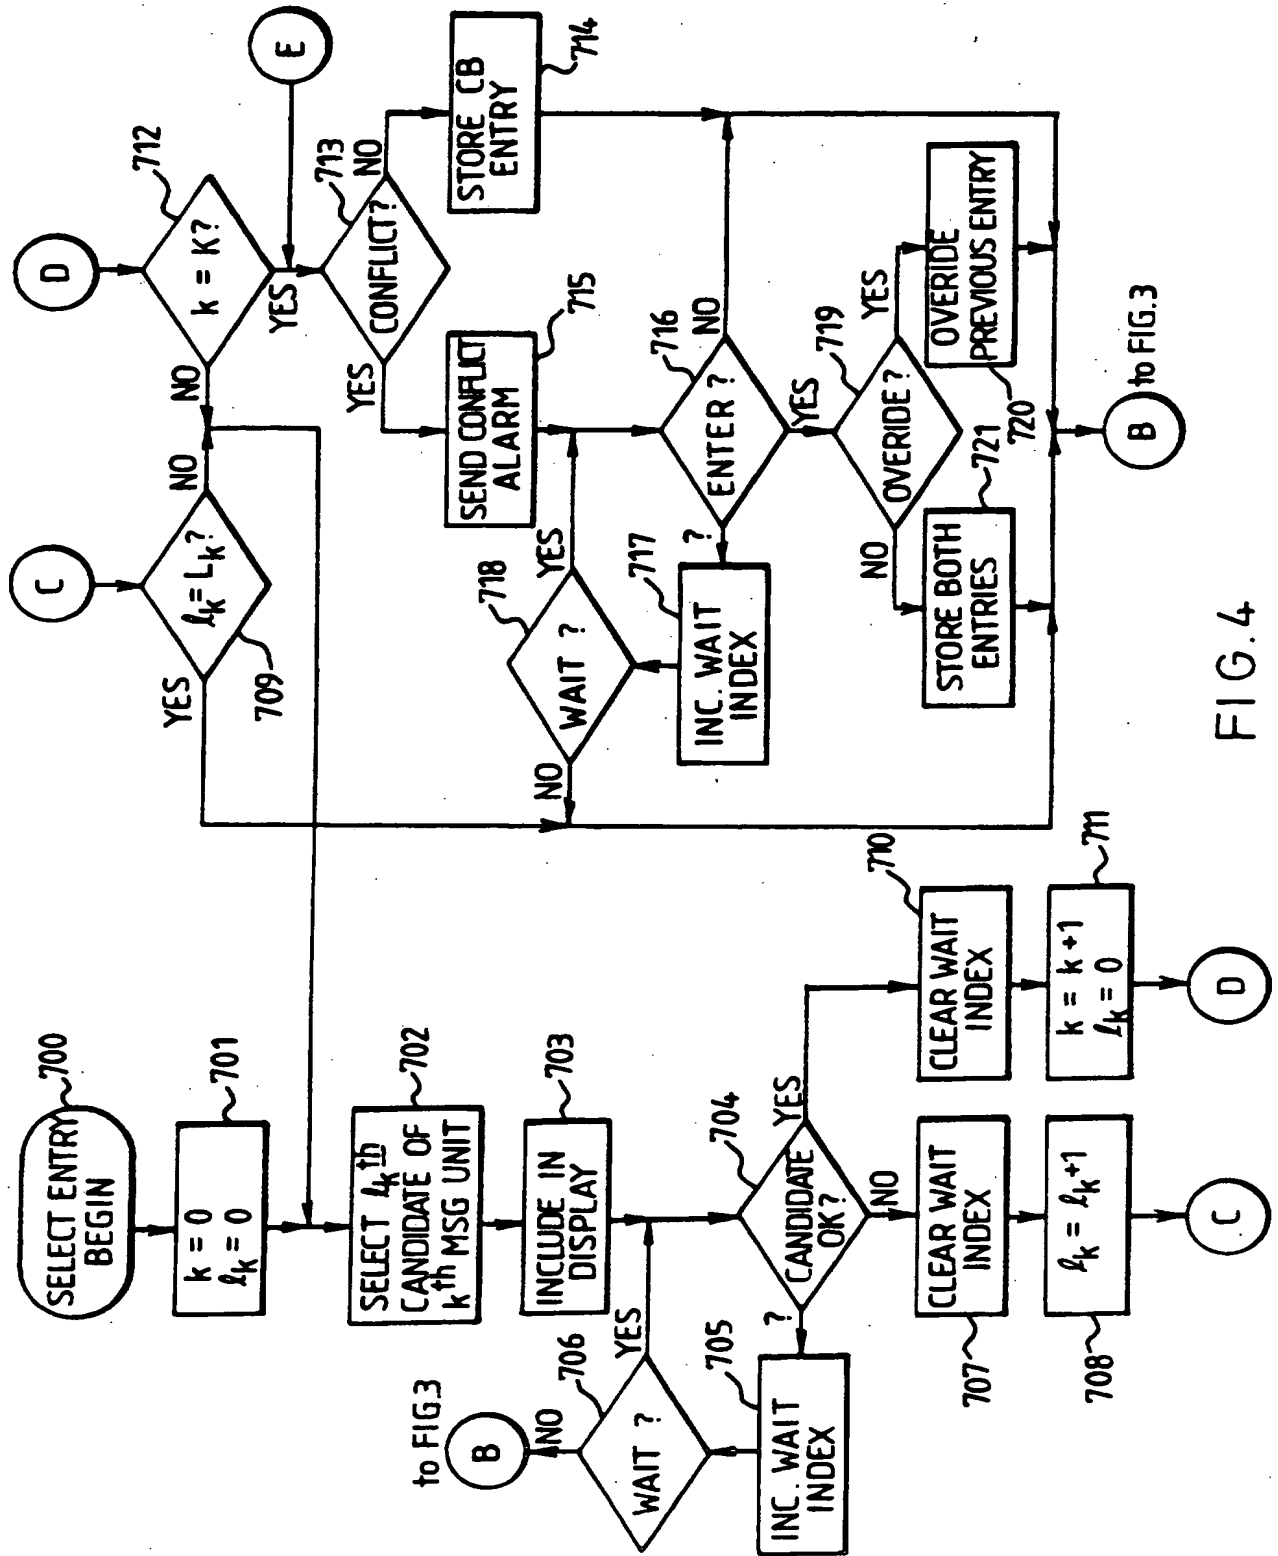 700
SELECT ENTRY
BEGIN
701
k = 0
ℓk = 0
702
SELECT ℓk th
CANDIDATE OF
kth MSG UNIT
703
INCLUDE IN
DISPLAY
704
CANDIDATE
OK?
YES
NO
?
705
INC. WAIT
INDEX
706
WAIT ?
YES
NO
B
to FIG.3
707
CLEAR WAIT
INDEX
708
ℓk = ℓk+1
C
710
CLEAR WAIT
INDEX
711
k = k+1
ℓk = 0
D
C
ℓk = Lk?
709
YES
NO
D
712
k = K?
NO
YES
E
713
CONFLICT?
YES
NO
714
STORE CB
ENTRY
715
SEND CONFLICT
ALARM
716
ENTER ?
NO
YES
?
717
INC. WAIT
INDEX
718
WAIT ?
YES
NO
719
OVERIDE?
YES
NO
OVERIDE
PREVIOUS ENTRY
720
721
STORE BOTH
ENTRIES
B
to FIG.3
FIG.4